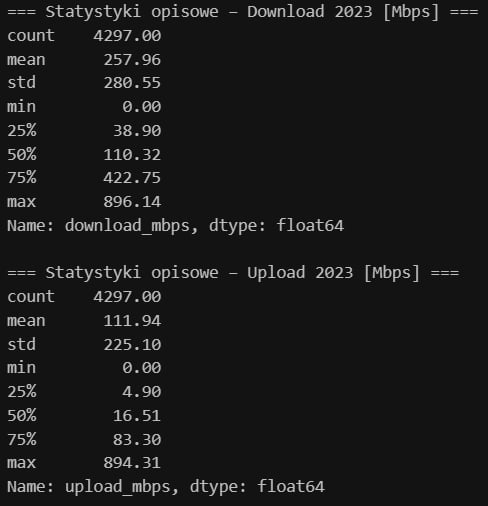 === Statystyki opisowe – Download 2023 [Mbps] ===
count    4297.00
mean      257.96
std       280.55
min         0.00
25%        38.90
50%       110.32
75%       422.75
max       896.14
Name: download_mbps, dtype: float64

=== Statystyki opisowe – Upload 2023 [Mbps] ===
count    4297.00
mean      111.94
std       225.10
min         0.00
25%         4.90
50%        16.51
75%        83.30
max       894.31
Name: upload_mbps, dtype: float64